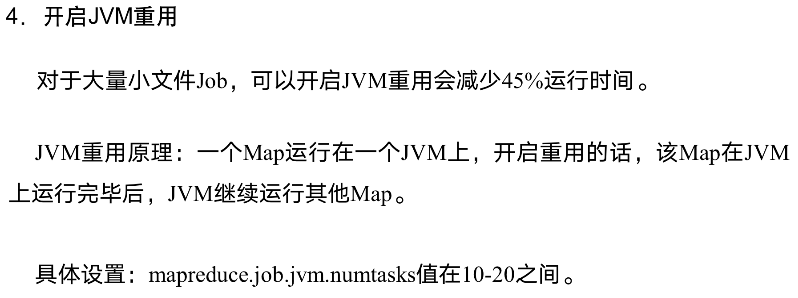 4．开启JVM重用
对于大量小文件Job，可以开启JVM重用会减少45%运行时间。
JVM重用原理：一个Map运行在一个JVM上，开启重用的话，该Map在JVM
上运行完毕后，JVM继续运行其他Map。
具体设置：mapreduce.job.jvm.numtasks值在10-20之间。